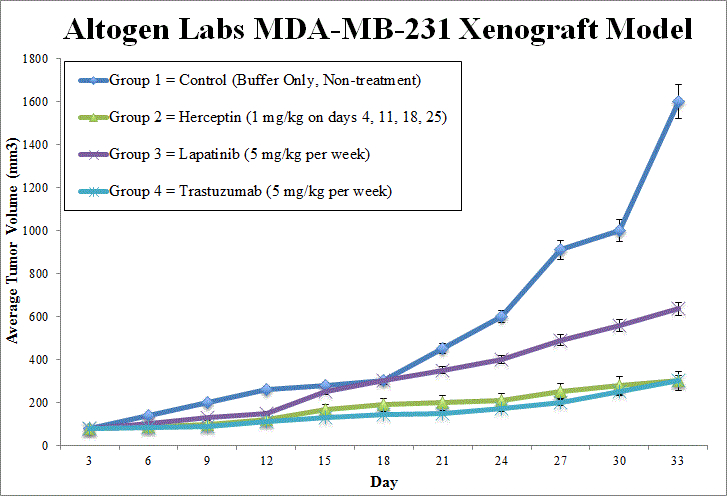 Altogen Labs MDA-MB-231 Xenograft Model
1800
1600
1400
1200
1000
800
600
400
200
0
Average Tumor Volume (mm3)
Group 1 = Control (Buffer Only, Non-treatment)
Group 2 = Herceptin (1 mg/kg on days 4, 11, 18, 25)
Group 3 = Lapatinib (5 mg/kg per week)
Group 4 = Trastuzumab (5 mg/kg per week)
3 6 9 12 15 18 21 24 27 30 33
Day